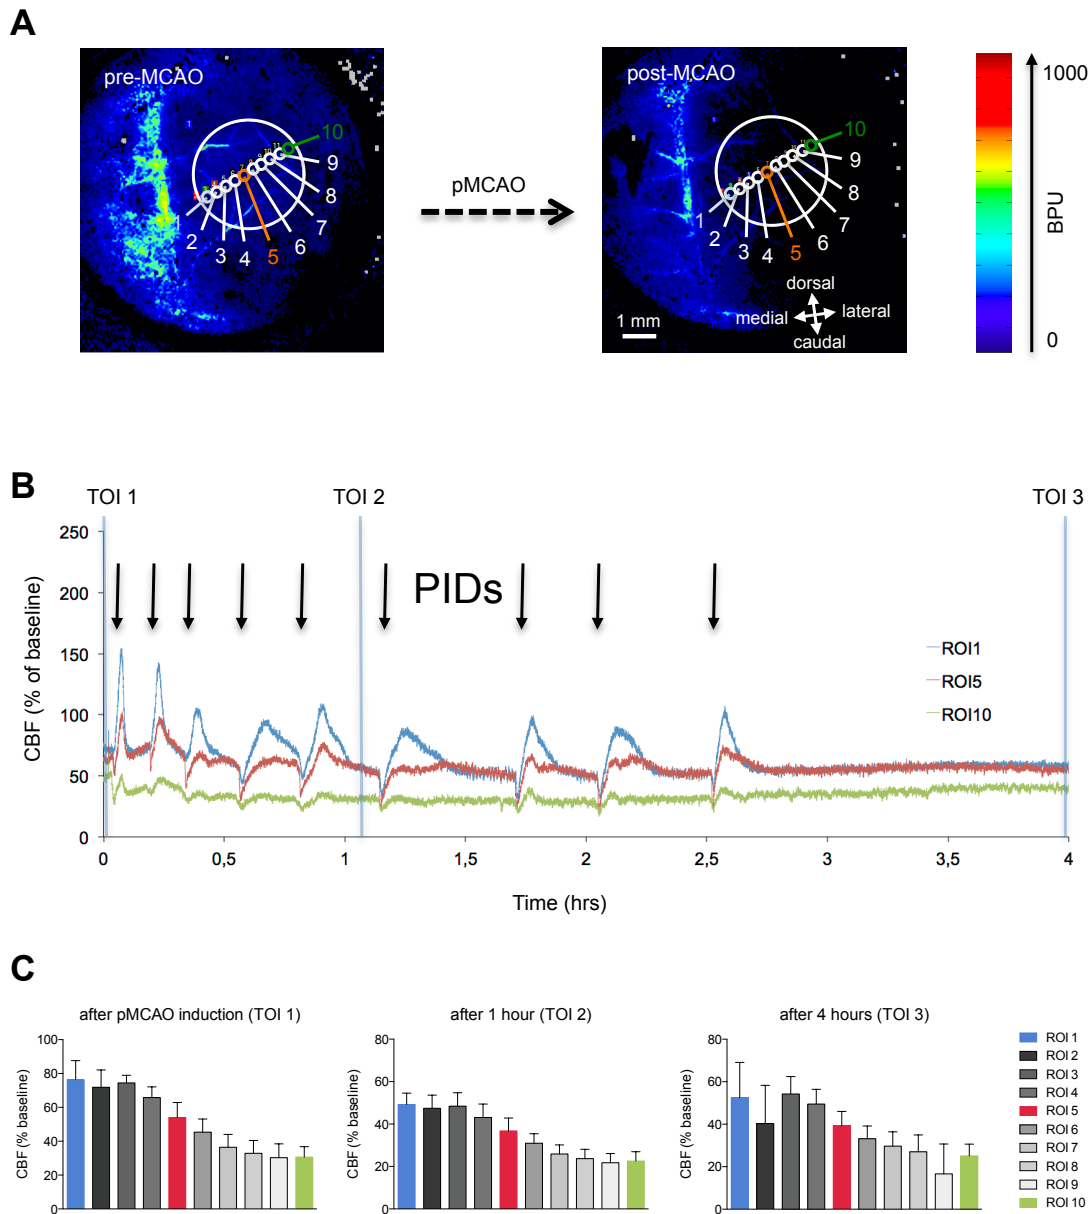 A
pre-MCAO
10
9
8
7
6
5
4
3
2
1
pMCAO
post-MCAO
10
9
8
7
6
5
4
3
2
1
dorsal
medial
lateral
caudal
1 mm
1000
BPU
0
B
TOI 1
TOI 2
TOI 3
PIDs
CBF (% of baseline)
250
200
150
100
50
0
ROI1
ROI5
ROI10
0
0,5
1
1,5
2
2,5
3
3,5
4
Time (hrs)
C
after pMCAO induction (TOI 1)
CBF (% baseline)
100
80
60
40
20
0
after 1 hour (TOI 2)
CBF (% baseline)
80
60
40
20
0
after 4 hours (TOI 3)
CBF (% baseline)
80
60
40
20
0
ROI 1
ROI 2
ROI 3
ROI 4
ROI 5
ROI 6
ROI 7
ROI 8
ROI 9
ROI 10